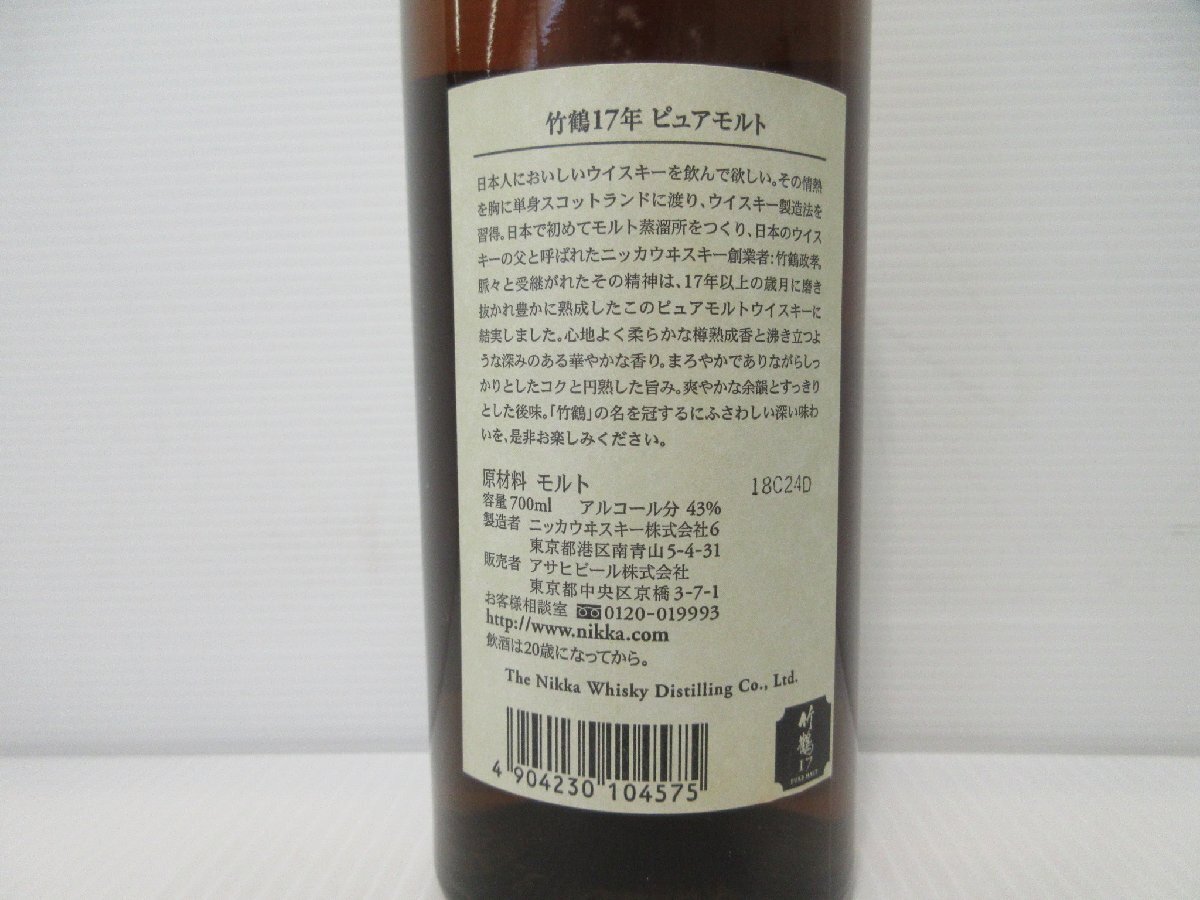 竹鶴17年 ピュアモルト
日本人においしいウイスキーを飲んで欲しい。その情熱
を胸に単身スコットランドに渡り、ウイスキー製造法を
習得。日本で初めてモルト蒸溜所をつくり、日本のウイス
キーの父と呼ばれたニッカウヰスキー創業者:竹鶴政孝。
脈々と受継がれたその精神は、17年以上の歳月に磨き
抜かれ豊かに熟成したこのピュアモルトウイスキーに
結実しました。心地よく柔らかな樽熟成香と沸き立つよ
うな深みのある華やかな香り。まろやかでありながらしっ
かりとしたコクと円熟した旨み。爽やかな余韻とすっきり
とした後味。「竹鶴」の名を冠するにふさわしい深い味わ
いを、是非お楽しみください。
原材料 モルト 18C24D
容量 700ml アルコール分 43%
製造者 ニッカウヰスキー株式会社6
東京都港区南青山5-4-31
販売者 アサヒビール株式会社
東京都中央区京橋3-7-1
お客様相談室 0120-019993
http://www.nikka.com
飲酒は20歳になってから。
The Nikka Whisky Distilling Co., Ltd.
4 904230 104575
竹鶴
17
PURE MALT